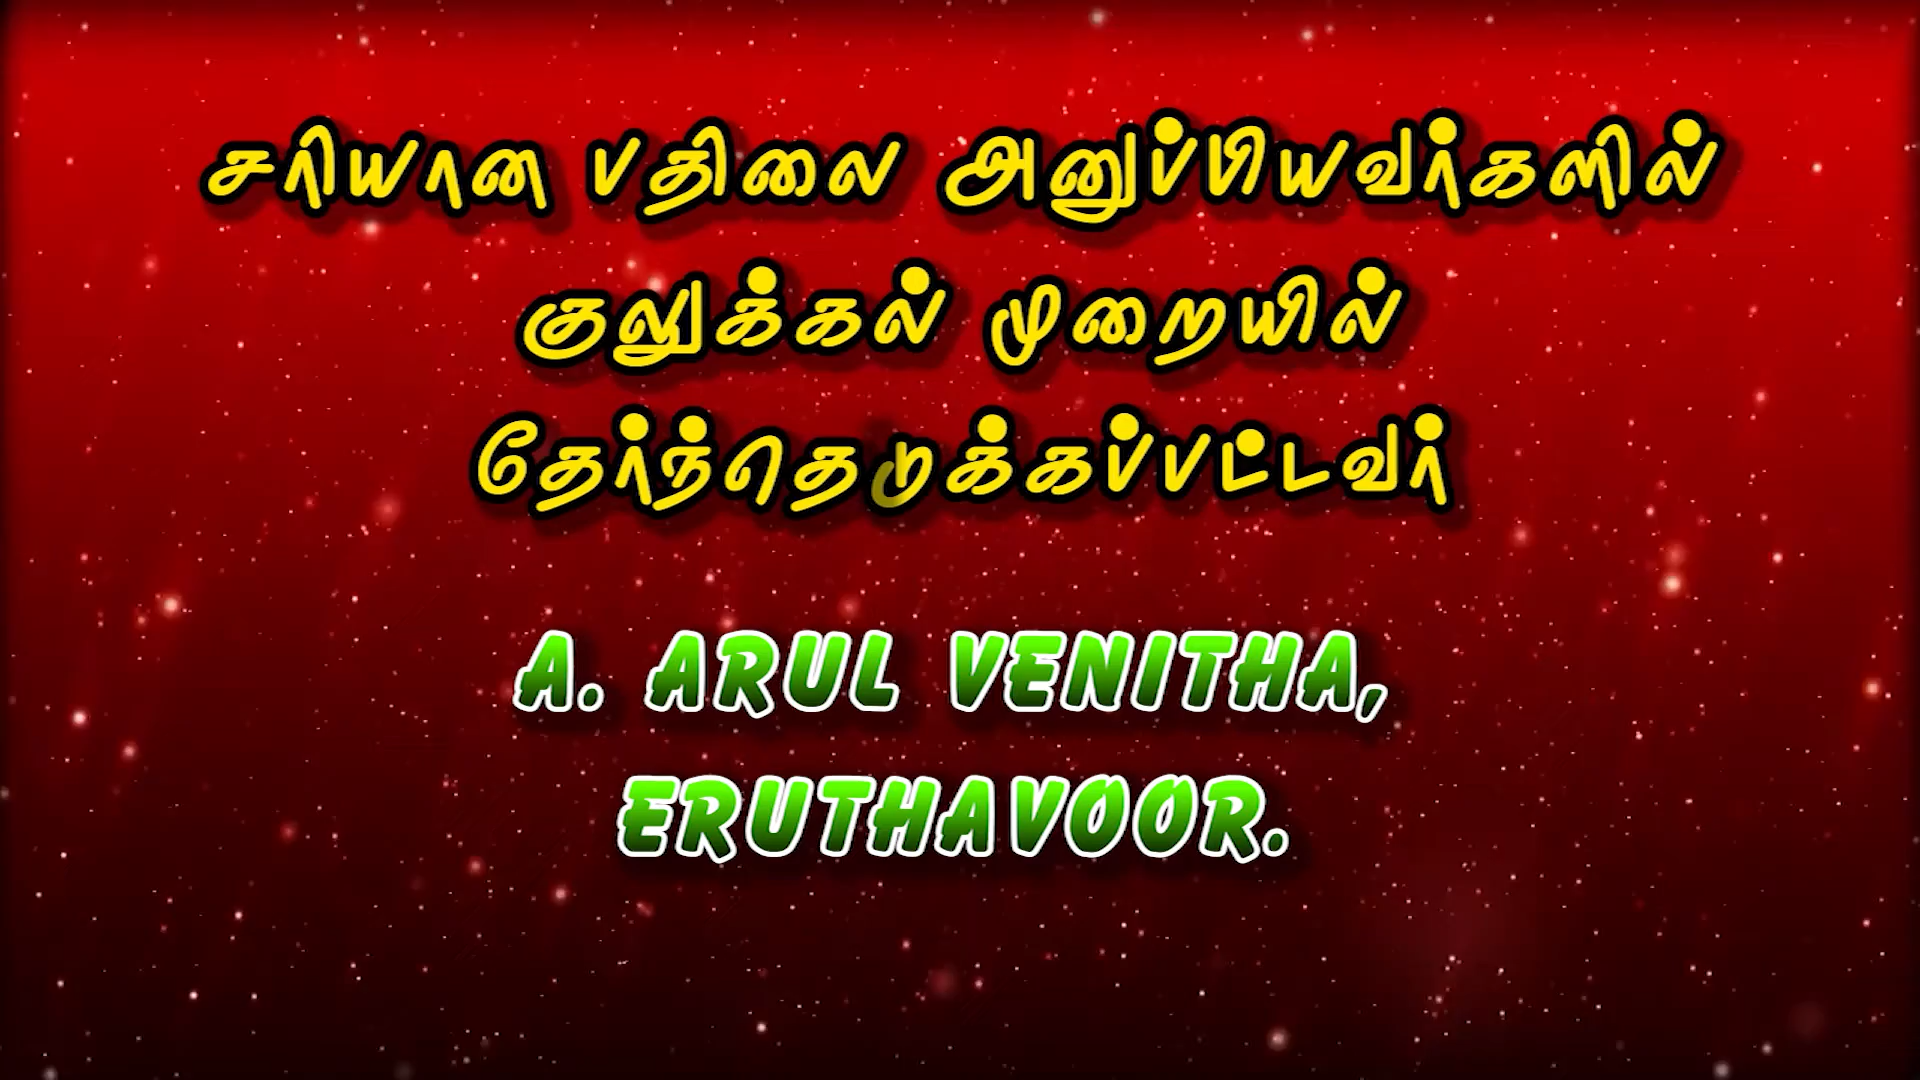 சரியான பதிலை அனுப்பியவர்களில்
குலுக்கல் முறையில்
தேர்ந்தெடுக்கப்பட்டவர்
A. ARUL VENITHA,
ERUTHAVOOR.